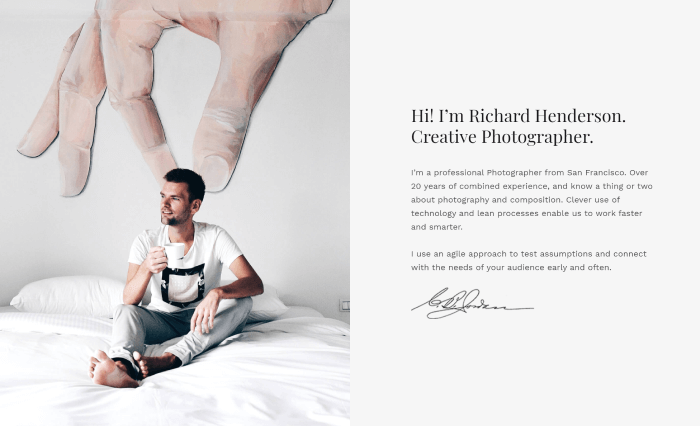 Hi! I'm Richard Henderson.
Creative Photographer.
I'm a professional Photographer from San Francisco. Over
20 years of combined experience, and know a thing or two
about photography and composition. Clever use of
technology and lean processes enable us to work faster
and smarter.
I use an agile approach to test assumptions and connect
with the needs of your audience early and often.